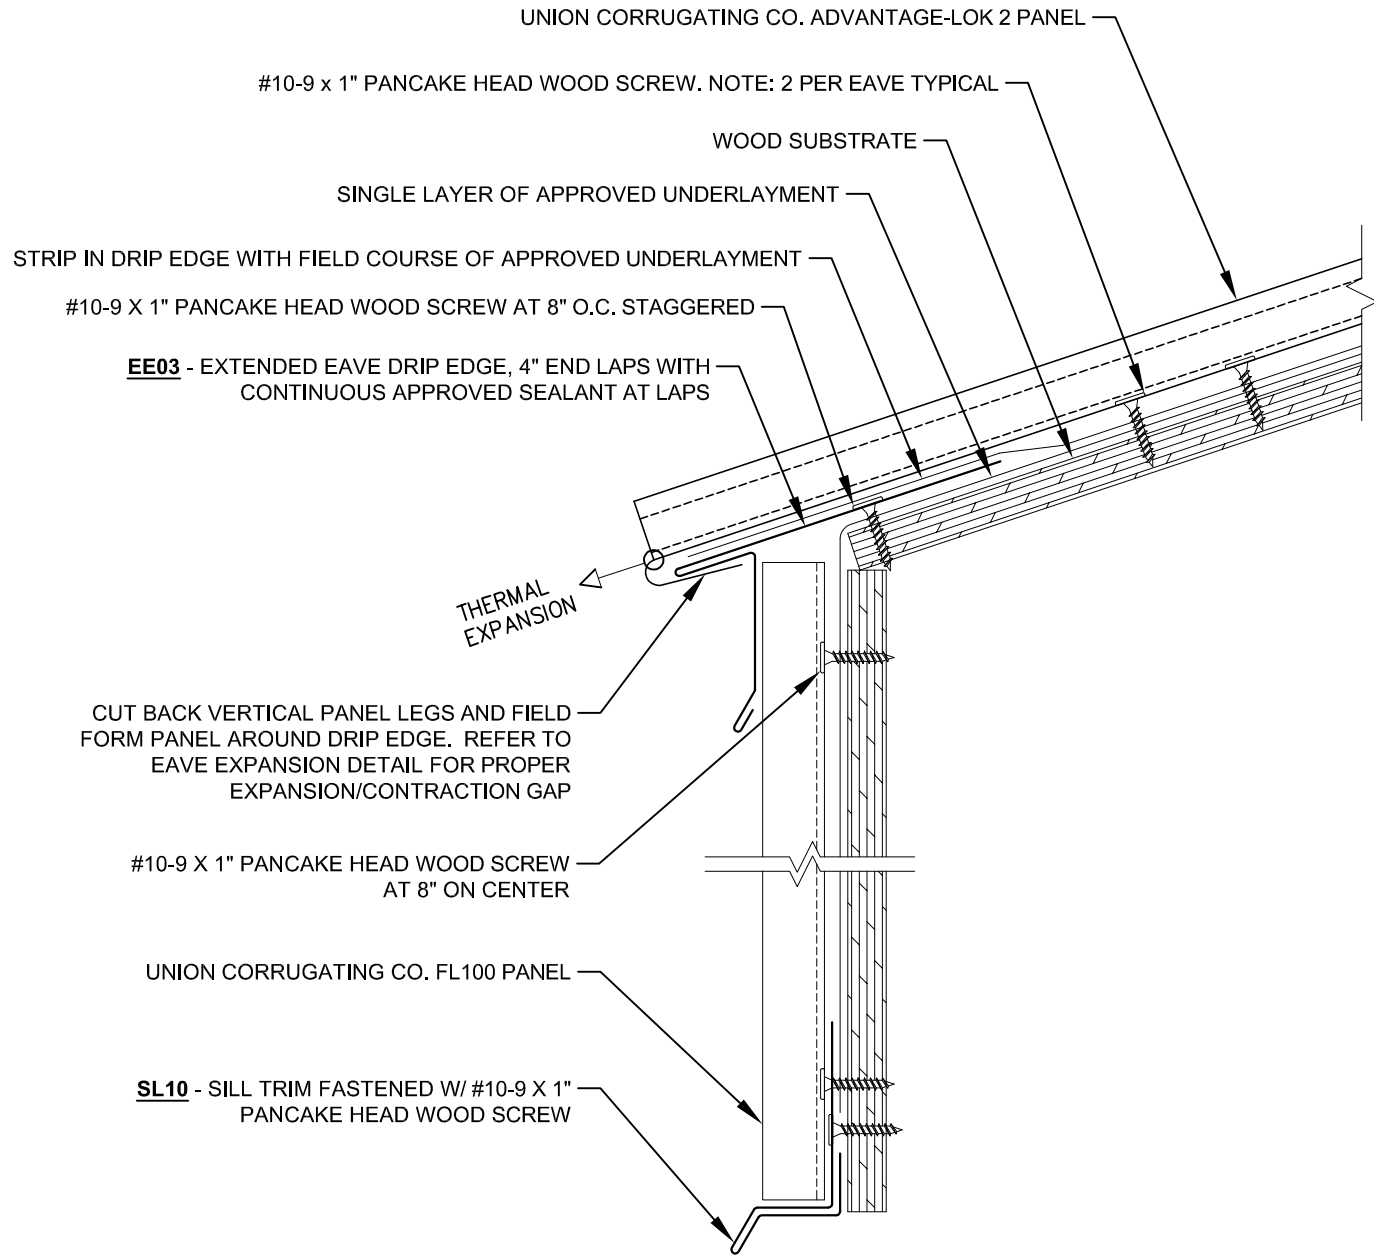 UNION CORRUGATING CO. ADVANTAGE-LOK 2 PANEL
#10-9 x 1" PANCAKE HEAD WOOD SCREW. NOTE: 2 PER EAVE TYPICAL
WOOD SUBSTRATE
SINGLE LAYER OF APPROVED UNDERLAYMENT
STRIP IN DRIP EDGE WITH FIELD COURSE OF APPROVED UNDERLAYMENT
#10-9 X 1" PANCAKE HEAD WOOD SCREW AT 8" O.C. STAGGERED
EE03 - EXTENDED EAVE DRIP EDGE, 4" END LAPS WITH
CONTINUOUS APPROVED SEALANT AT LAPS
THERMAL
EXPANSION
CUT BACK VERTICAL PANEL LEGS AND FIELD
FORM PANEL AROUND DRIP EDGE. REFER TO
EAVE EXPANSION DETAIL FOR PROPER
EXPANSION/CONTRACTION GAP
#10-9 X 1" PANCAKE HEAD WOOD SCREW
AT 8" ON CENTER
UNION CORRUGATING CO. FL100 PANEL
SL10 - SILL TRIM FASTENED W/ #10-9 X 1"
PANCAKE HEAD WOOD SCREW